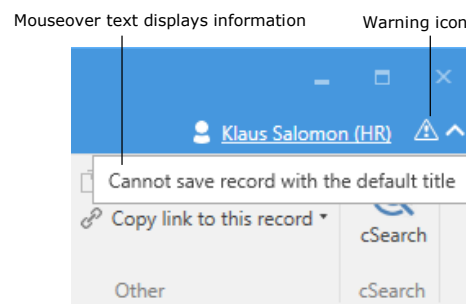 Mouseover text displays information
Warning icon
Klaus Salomon (HR)
Cannot save record with the default title
Copy link to this record
cSearch
Other
cSearch